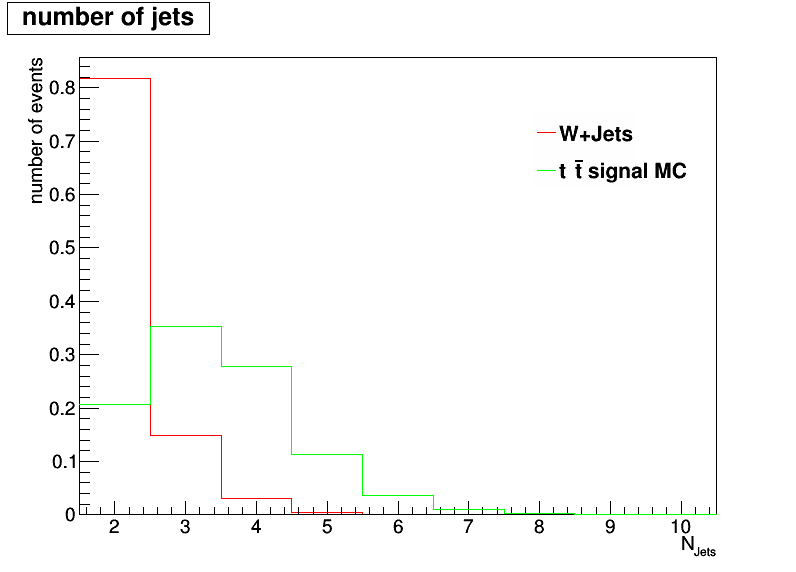 number of jets
number of events
0.8
0.7
0.6
0.5
0.4
0.3
0.2
0.1
0
W+Jets
t t̄ signal MC
2 3 4 5 6 7 8 9 10
N_Jets